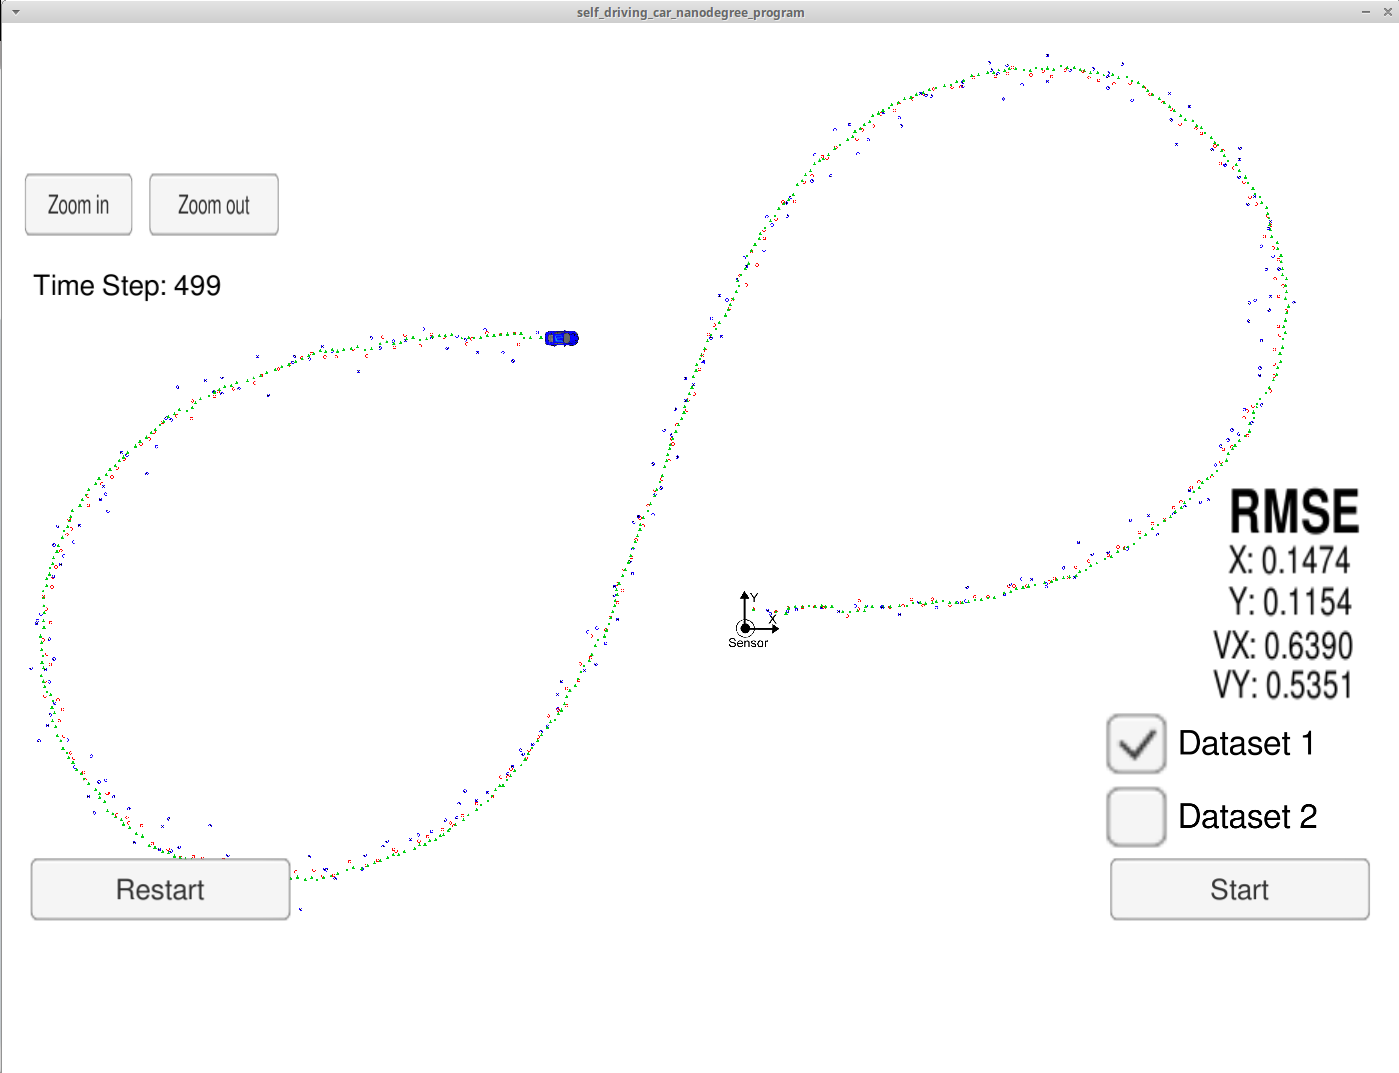 self_driving_car_nanodegree_program
Zoom in
Zoom out
Time Step: 499
RMSE
X: 0.1474
Y: 0.1154
VX: 0.6390
VY: 0.5351
Y
X
Sensor
Dataset 1
Dataset 2
Restart
Start